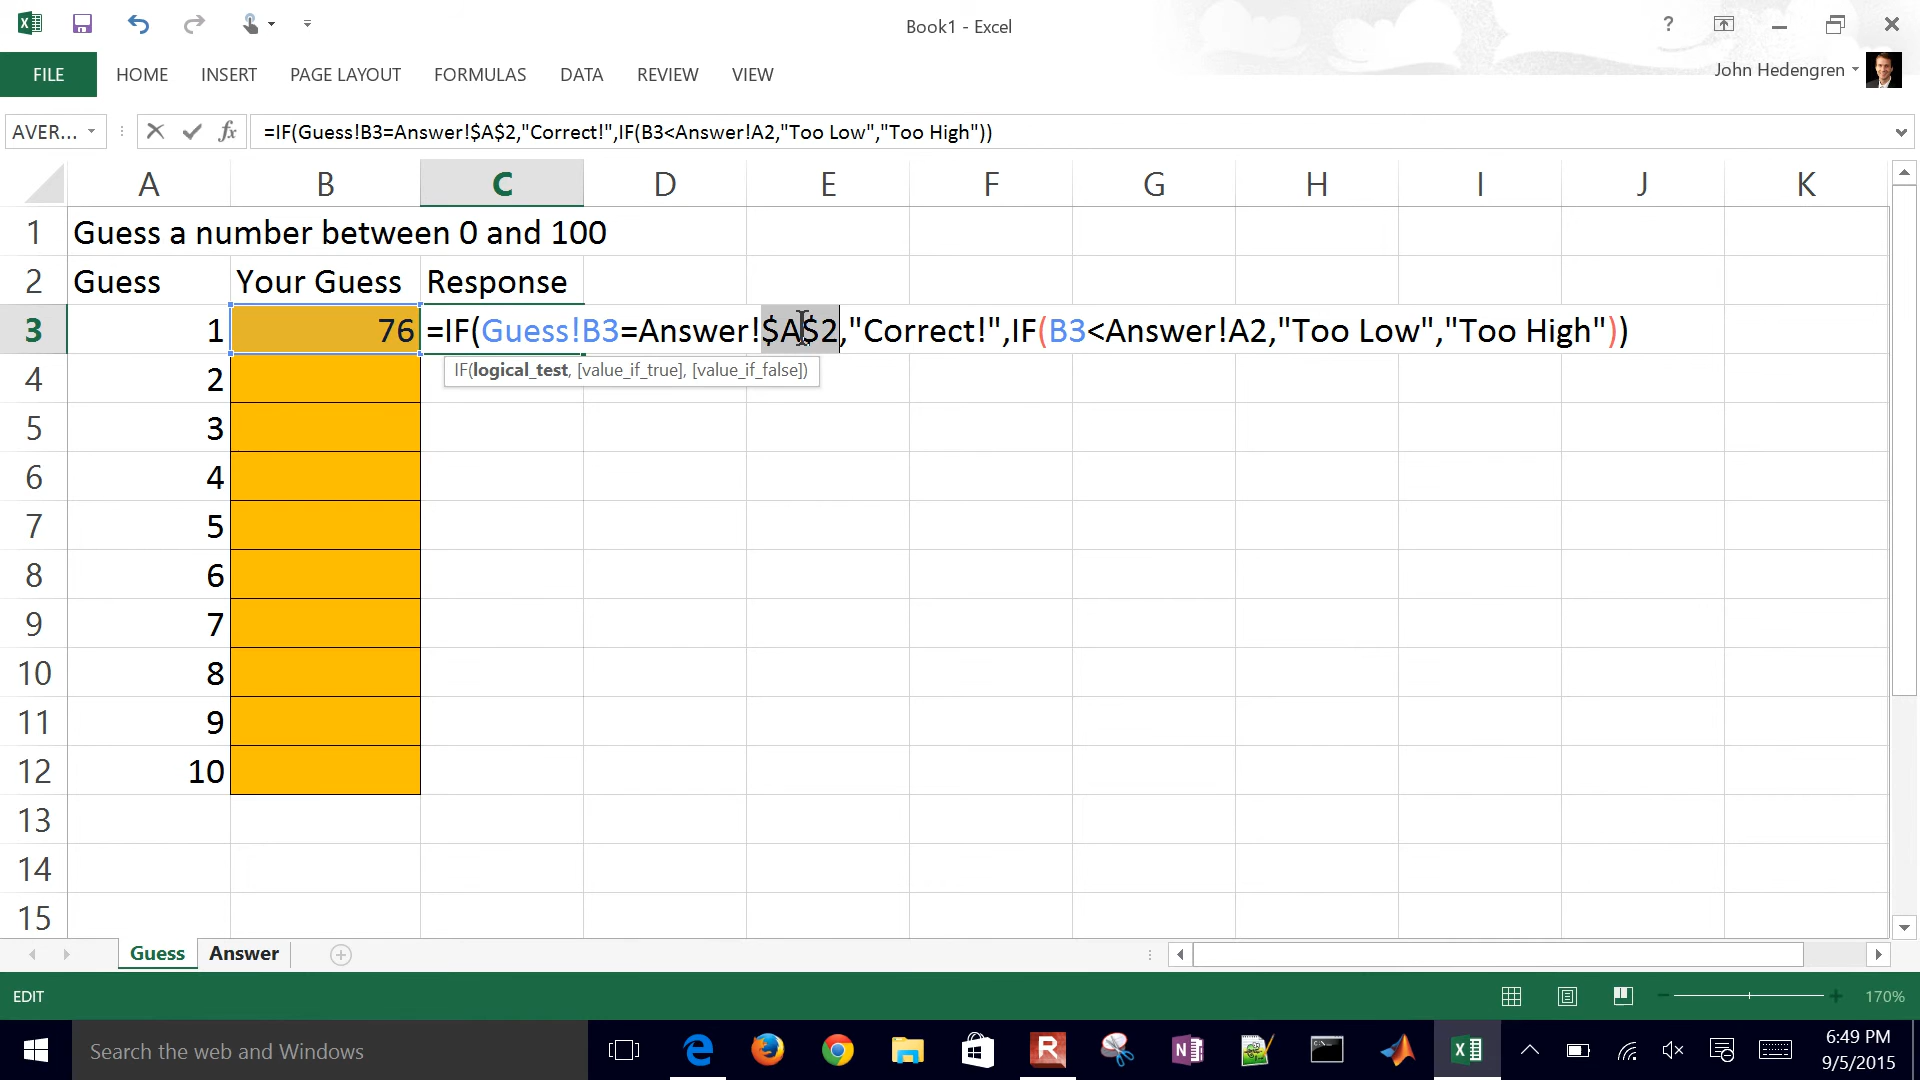 Book1 - Excel
?
FILE HOME INSERT PAGE LAYOUT FORMULAS DATA REVIEW VIEW
John Hedengren
AVER... fx =IF(Guess!B3=Answer!$A$2,"Correct!",IF(B3<Answer!A2,"Too Low","Too High"))
A B C D E F G H I J K
1 Guess a number between 0 and 100
2 Guess Your Guess Response
3 1 76 =IF(Guess!B3=Answer!$A$2,"Correct!",IF(B3<Answer!A2,"Too Low","Too High"))
IF(logical_test, [value_if_true], [value_if_false])
4 2
5 3
6 4
7 5
8 6
9 7
10 8
11 9
12 10
13
14
15
Guess Answer
EDIT 170%
Search the web and Windows
6:49 PM
9/5/2015